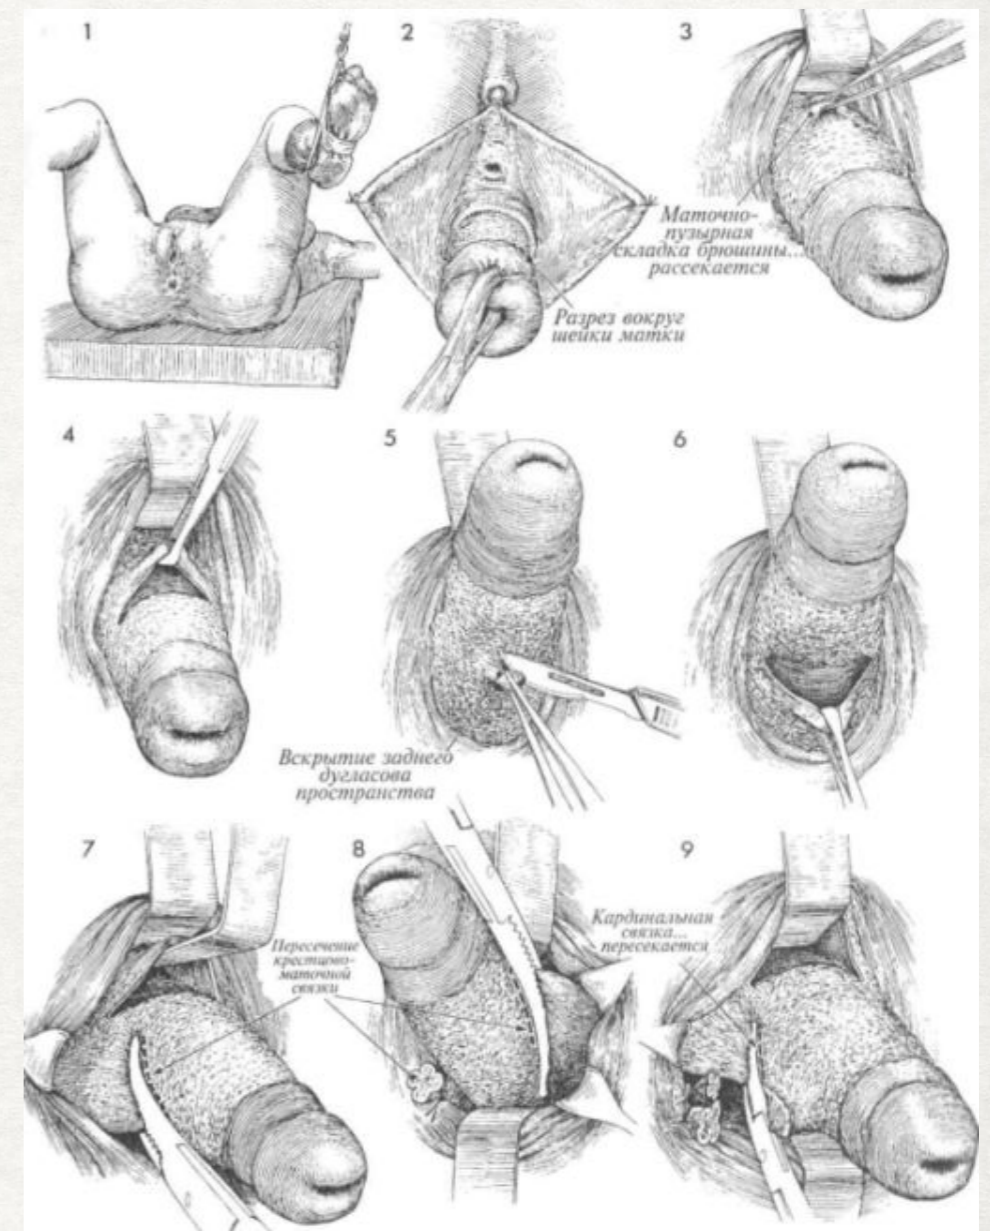 1
2
3
Маточно-
пузырная
складка брюшины...
рассекается
Разрез вокруг
шейки матки
4
5
6
Вскрытие заднего
дугласова
пространства
7
8
9
Пересечение
крестцово-
маточной
связки
Кардинальная
связка...
пересекается